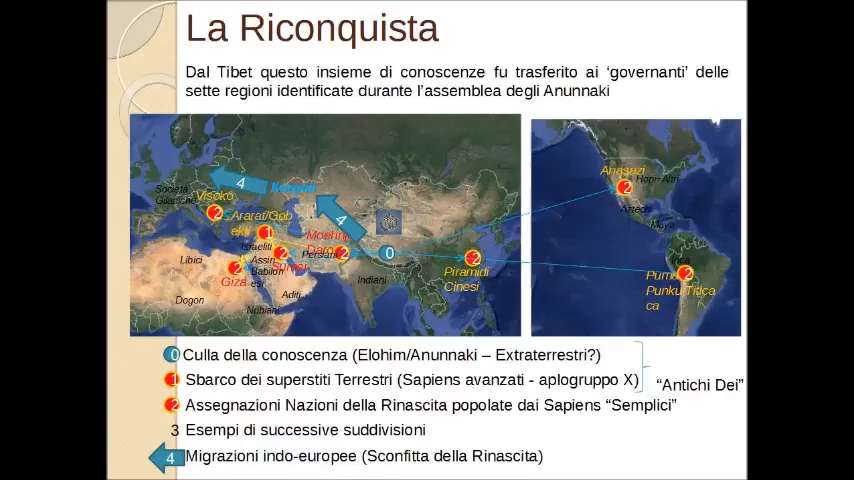 La Riconquista
Dal Tibet questo insieme di conoscenze fu trasferito ai ‘governanti’ delle
sette regioni identificate durante l’assemblea degli Anunnaki
4
Società
Gilaniche
Visoko
2
Ararat/Gob
ekli
1
Israeliti
Assiri
Babilon
esi
2
Sumer
Persiani
2
4
0
2
Piramidi
Cinesi
Libici
2
Giza
Indiani
Aditi
Dogon
Nubiani
Anasazi
2
Hopi+Altri
Aztechi
Maya
Inca
2
Puma
Punku/Titica
ca
0 Culla della conoscenza (Elohim/Anunnaki – Extraterrestri?)
1 Sbarco dei superstiti Terrestri (Sapiens avanzati - aplogruppo X)
“Antichi Dei”
2 Assegnazioni Nazioni della Rinascita popolate dai Sapiens “Semplici”
3 Esempi di successive suddivisioni
4 Migrazioni indo-europee (Sconfitta della Rinascita)